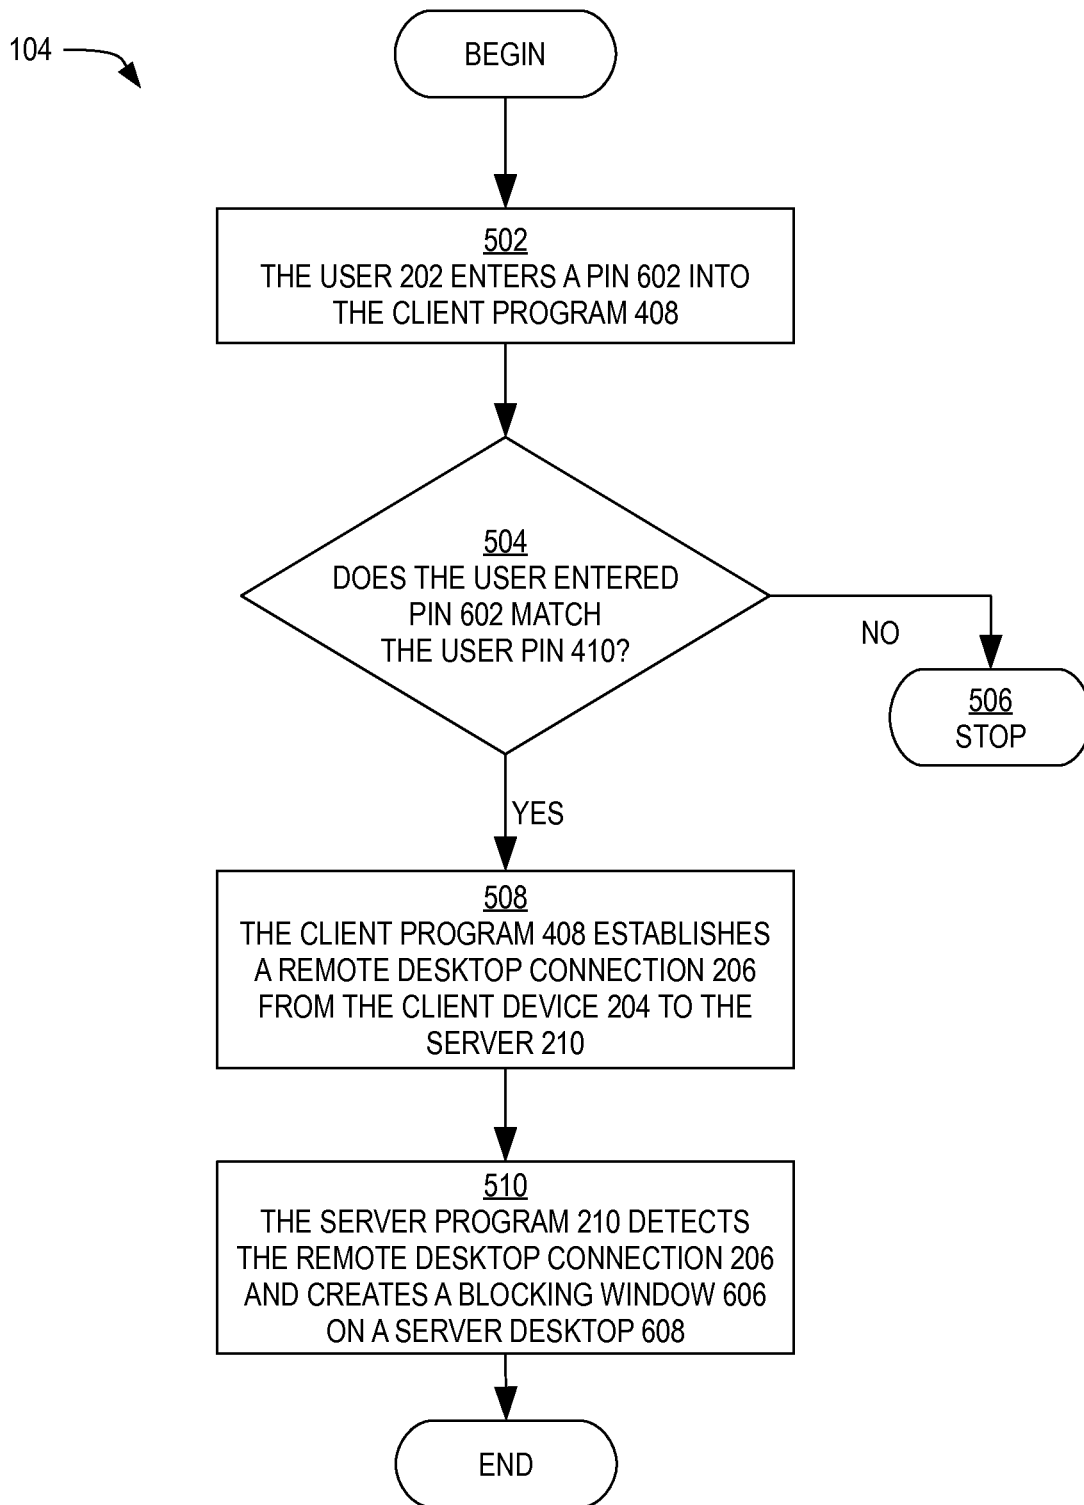 104
BEGIN
502
THE USER 202 ENTERS A PIN 602 INTO
THE CLIENT PROGRAM 408
504
DOES THE USER ENTERED
PIN 602 MATCH
THE USER PIN 410?
NO
506
STOP
YES
508
THE CLIENT PROGRAM 408 ESTABLISHES
A REMOTE DESKTOP CONNECTION 206
FROM THE CLIENT DEVICE 204 TO THE
SERVER 210
510
THE SERVER PROGRAM 210 DETECTS
THE REMOTE DESKTOP CONNECTION 206
AND CREATES A BLOCKING WINDOW 606
ON A SERVER DESKTOP 608
END